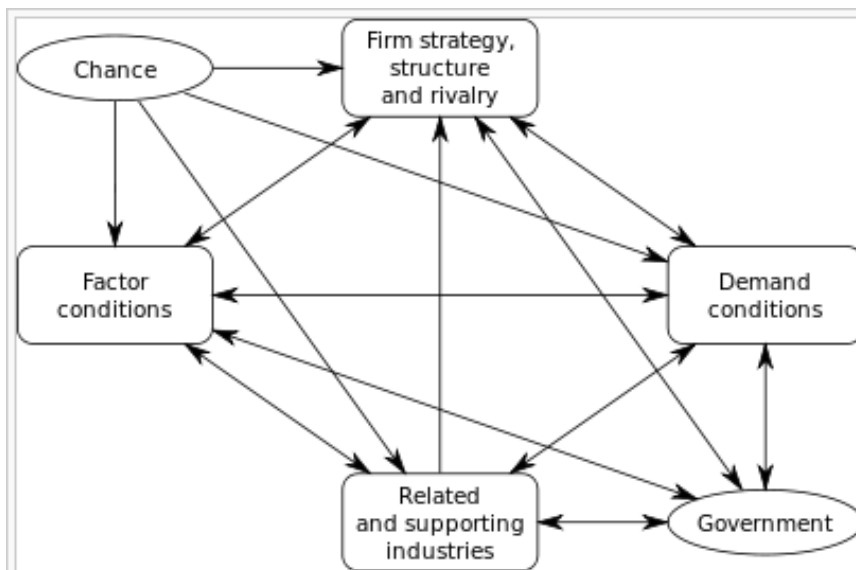 Chance
Firm strategy,
structure
and rivalry
Factor
conditions
Demand
conditions
Related
and supporting
industries
Government